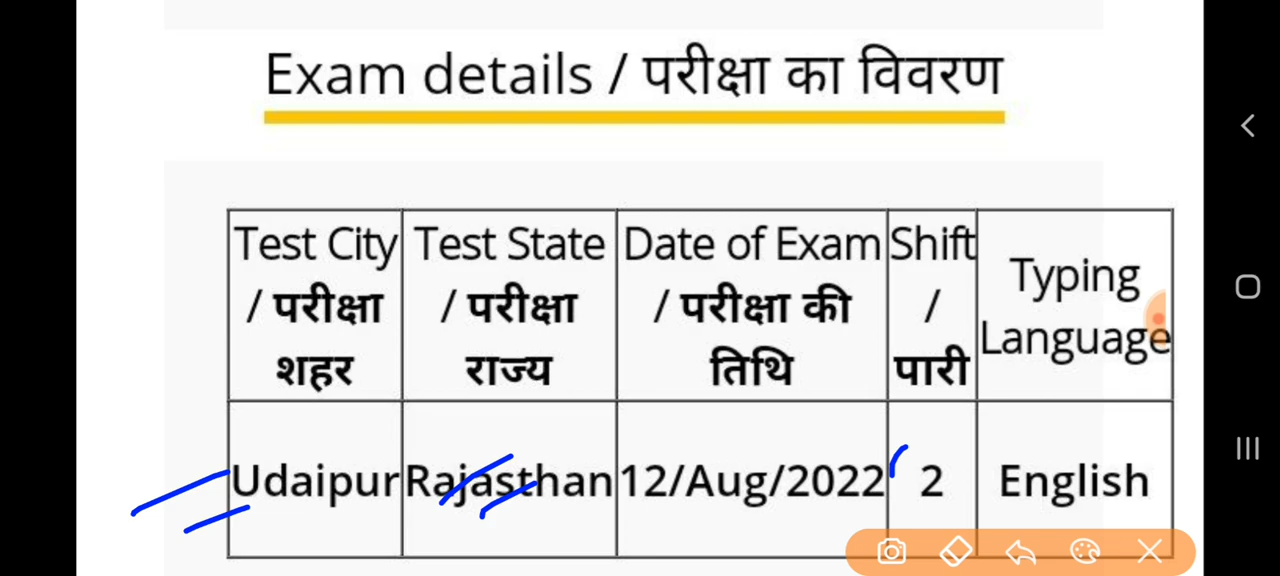 Exam details / परीक्षा का विवरण
Test City / परीक्षा शहर
Test State / परीक्षा राज्य
Date of Exam / परीक्षा की तिथि
Shift / पारी
Typing Language
Udaipur Rajasthan 12/Aug/2022 2 English